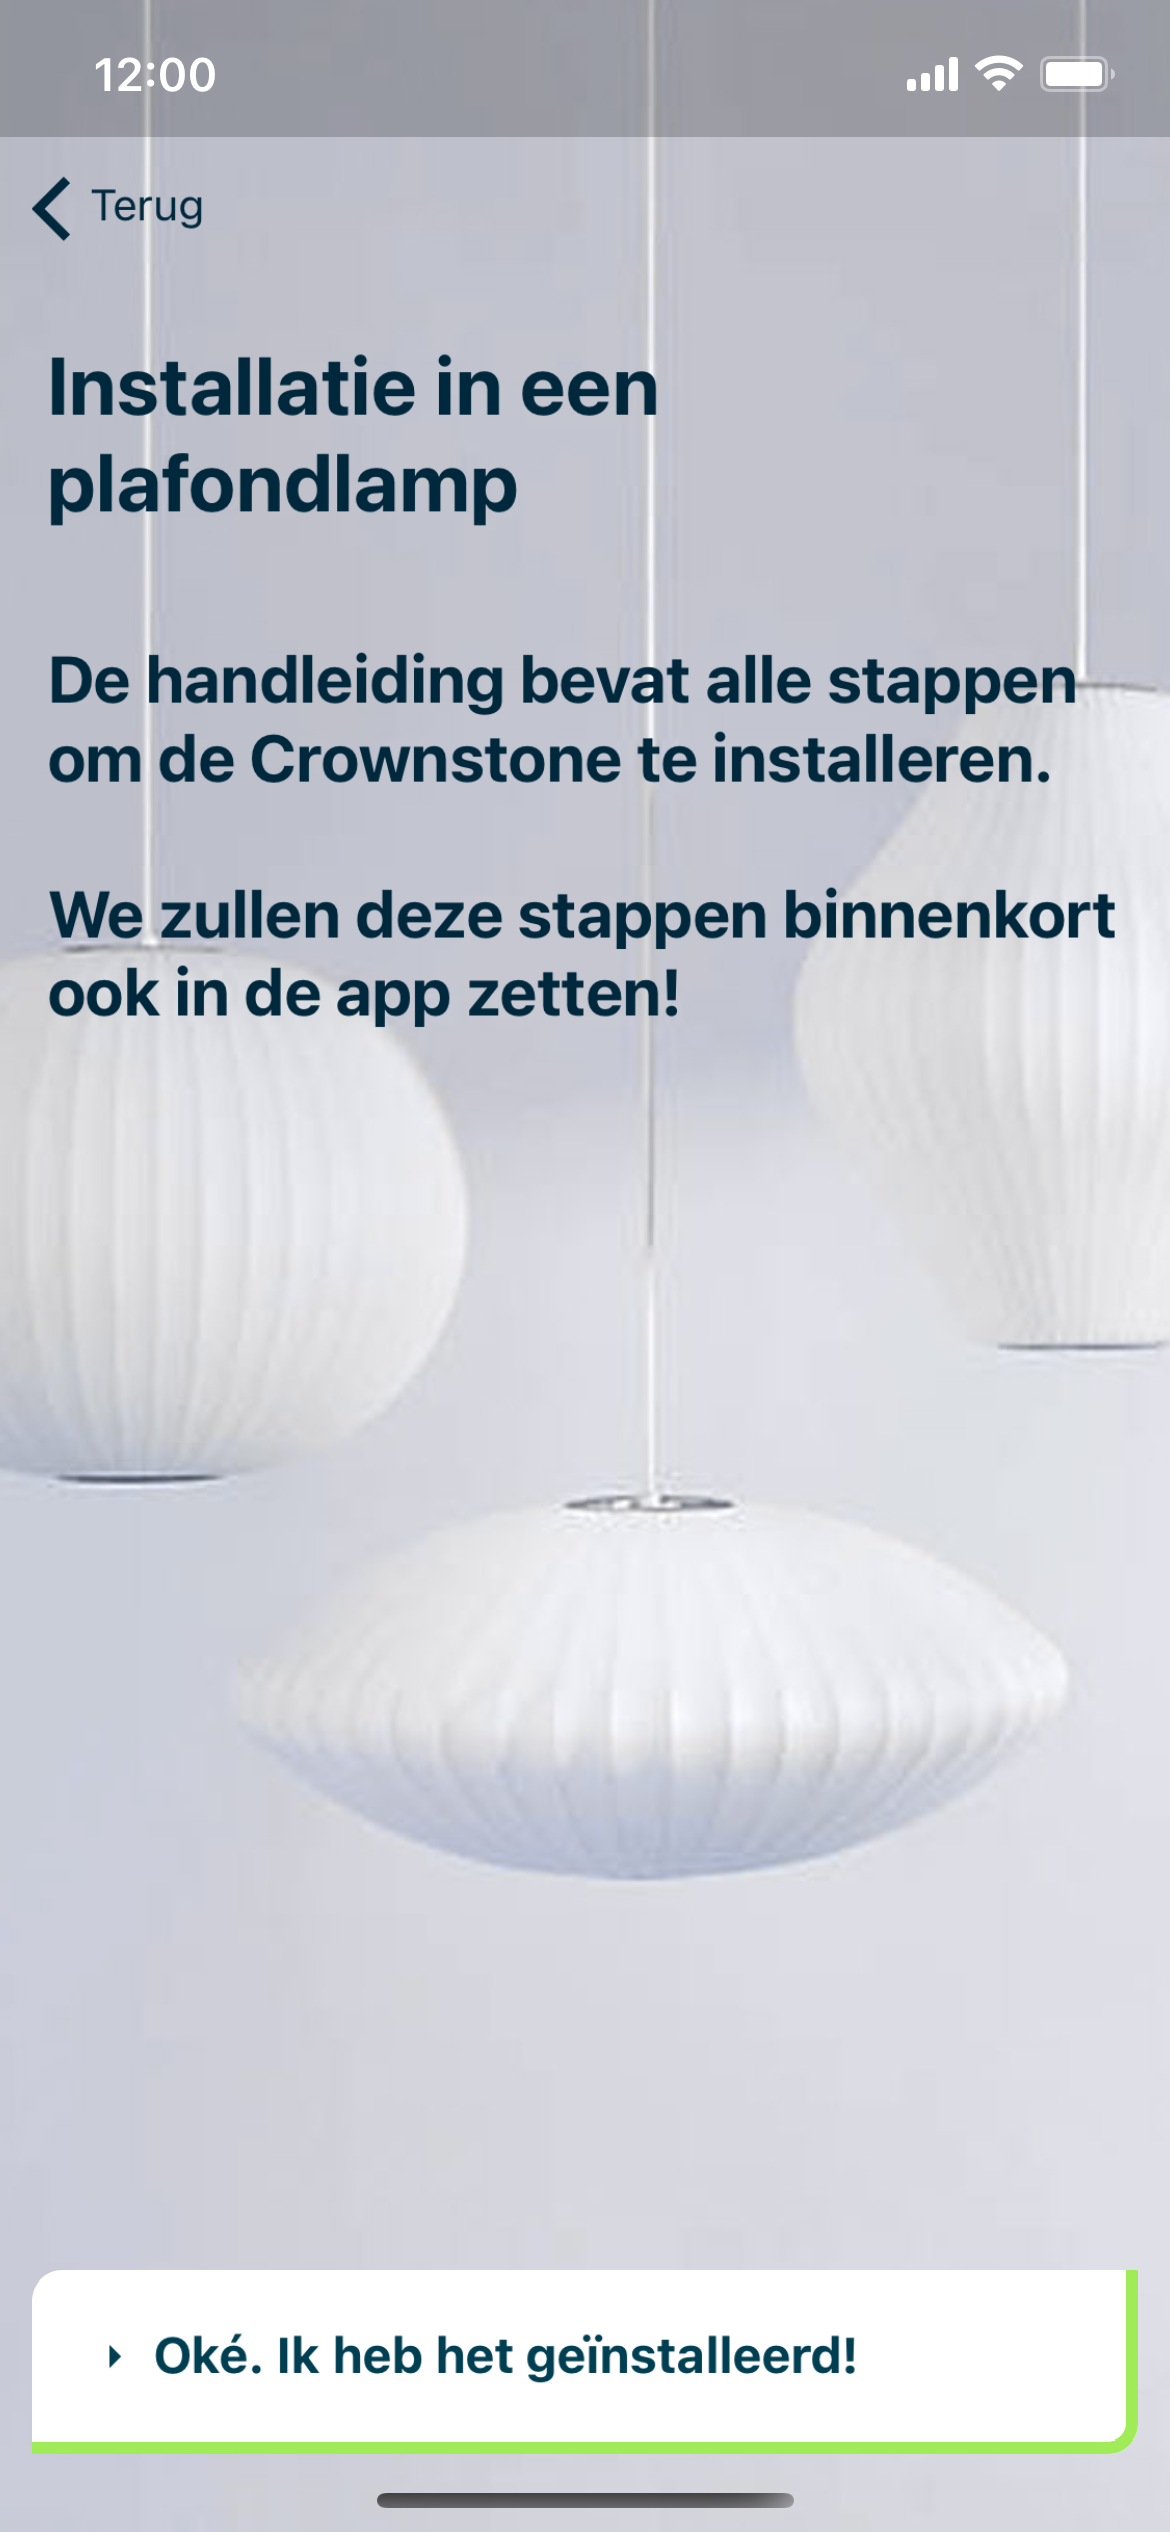 12:00
Terug
Installatie in een
plafondlamp
De handleiding bevat alle stappen
om de Crownstone te installeren.
We zullen deze stappen binnenkort
ook in de app zetten!
Oké. Ik heb het geïnstalleerd!